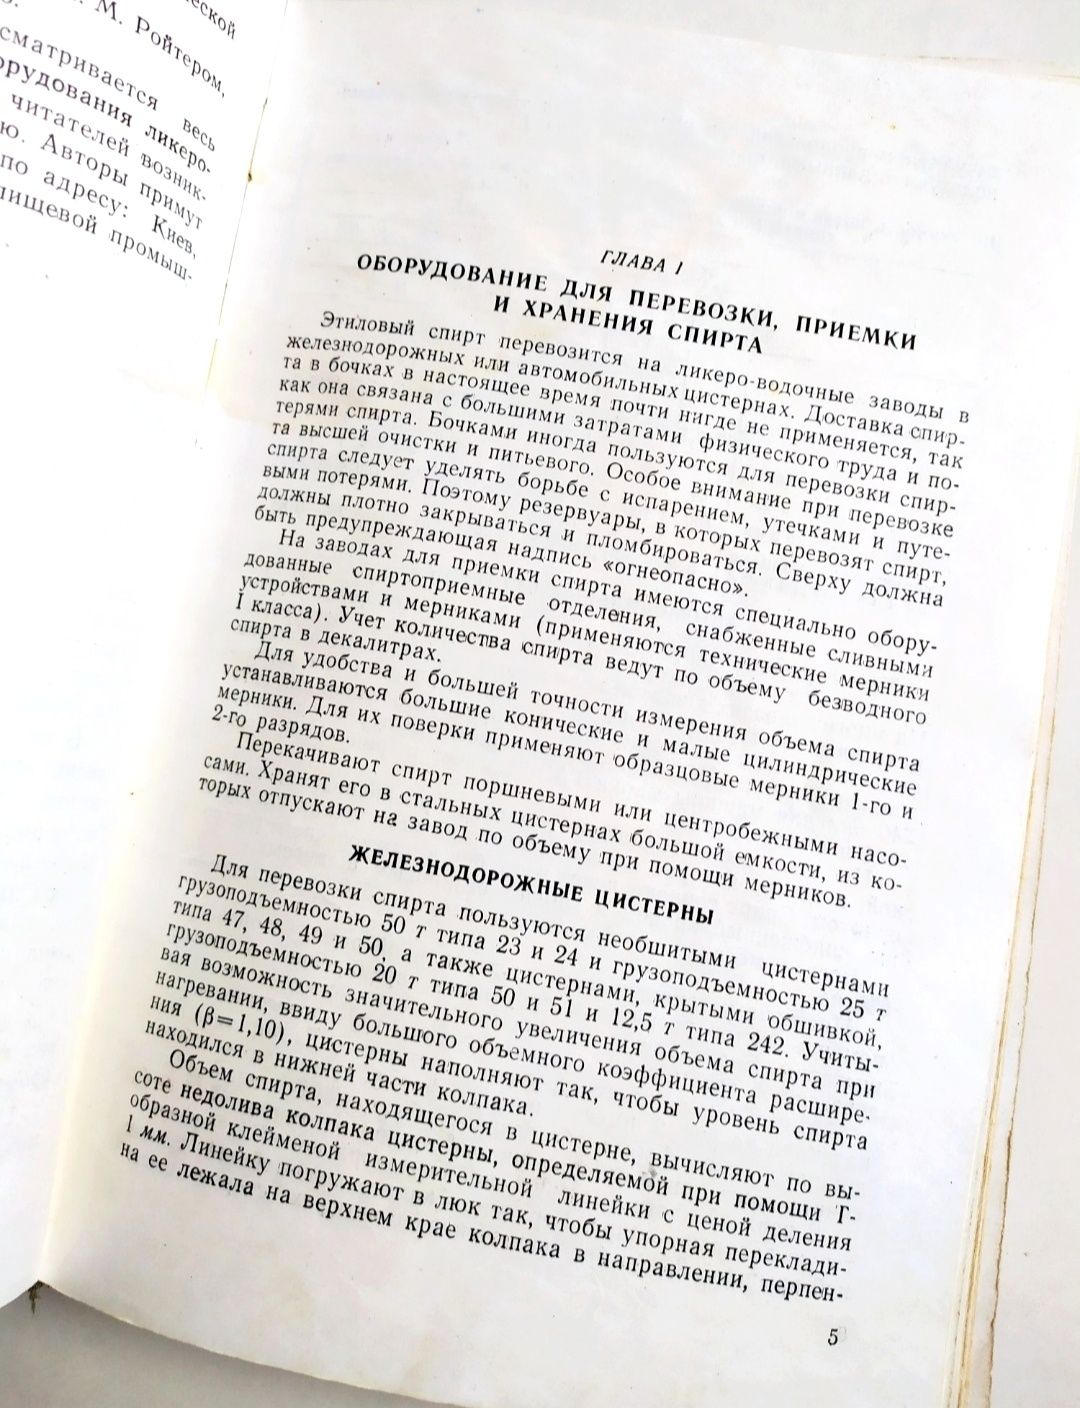 ческой
М. Ройтером,
сматривается весь
орудования ликеро-
читателей возник-
ю. Авторы примут
по адресу: Киев,
пищевой промыш-
ГЛАВА I
ОБОРУДОВАНИЕ ДЛЯ ПЕРЕВОЗКИ, ПРИЕМКИ
И ХРАНЕНИЯ СПИРТА
Этиловый спирт перевозится на ликеро-водочные заводы в
железнодорожных или автомобильных цистернах. Доставка спир-
та в бочках в настоящее время почти нигде не применяется, так
как она связана с большими затратами физического труда и по-
терями спирта. Бочками иногда пользуются для перевозки спир-
та высшей очистки и питьевого. Особое внимание при перевозке
спирта следует уделять борьбе с испарением, утечками и путе-
выми потерями. Поэтому резервуары, в которых перевозят спирт,
должны плотно закрываться и пломбироваться. Сверху должна
быть предупреждающая надпись «огнеопасно».
На заводах для приемки спирта имеются специально обору-
дованные спиртоприемные отделения, снабженные сливными
устройствами и мерниками (применяются технические мерники
I класса). Учет количества спирта ведут по объему безводного
спирта в декалитрах.
Для удобства и большей точности измерения объема спирта
устанавливаются большие конические и малые цилиндрические
мерники. Для их поверки применяют образцовые мерники 1-го и
2-го разрядов.
Перекачивают спирт поршневыми или центробежными насо-
сами. Хранят его в стальных цистернах большой емкости, из ко-
торых отпускают на завод по объему при помощи мерников.
ЖЕЛЕЗНОДОРОЖНЫЕ ЦИСТЕРНЫ
Для перевозки спирта пользуются необшитыми цистернами
грузоподъемностью 50 т типа 23 и 24 и грузоподъемностью 25 т
типа 47, 48, 49 и 50, а также цистернами, крытыми обшивкой,
грузоподъемностью 20 т типа 50 и 51 и 12,5 т типа 242. Учиты-
вая возможность значительного увеличения объема спирта при
нагревании, ввиду большого объемного коэффициента расшире-
ния (β=1,10), цистерны наполняют так, чтобы уровень спирта
находился в нижней части колпака.
Объем спирта, находящегося в цистерне, вычисляют по вы-
соте недолива колпака цистерны, определяемой при помощи Г-
образной клейменой измерительной линейки с ценой деления
1 мм. Линейку погружают в люк так, чтобы упорная переклади-
на ее лежала на верхнем крае колпака в направлении, перпен-
5